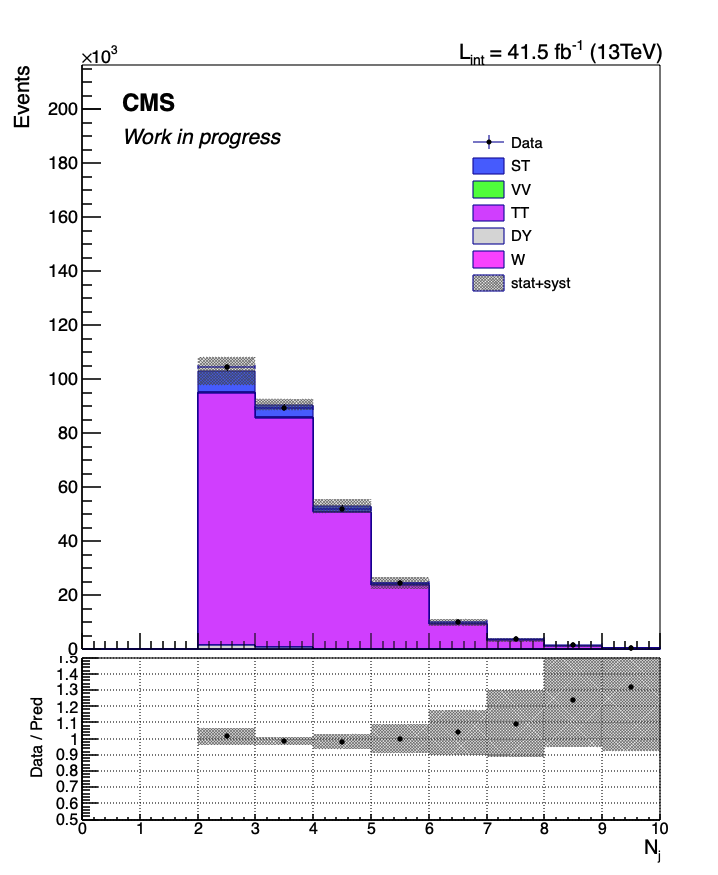 ×10³
L_int = 41.5 fb⁻¹ (13TeV)
Events
CMS
Work in progress
Data
ST
VV
TT
DY
W
stat+syst
200
180
160
140
120
100
80
60
40
20
0
Data / Pred
1.5
1.4
1.3
1.2
1.1
1
0.9
0.8
0.7
0.6
0.5
0 1 2 3 4 5 6 7 8 9 10
N_j